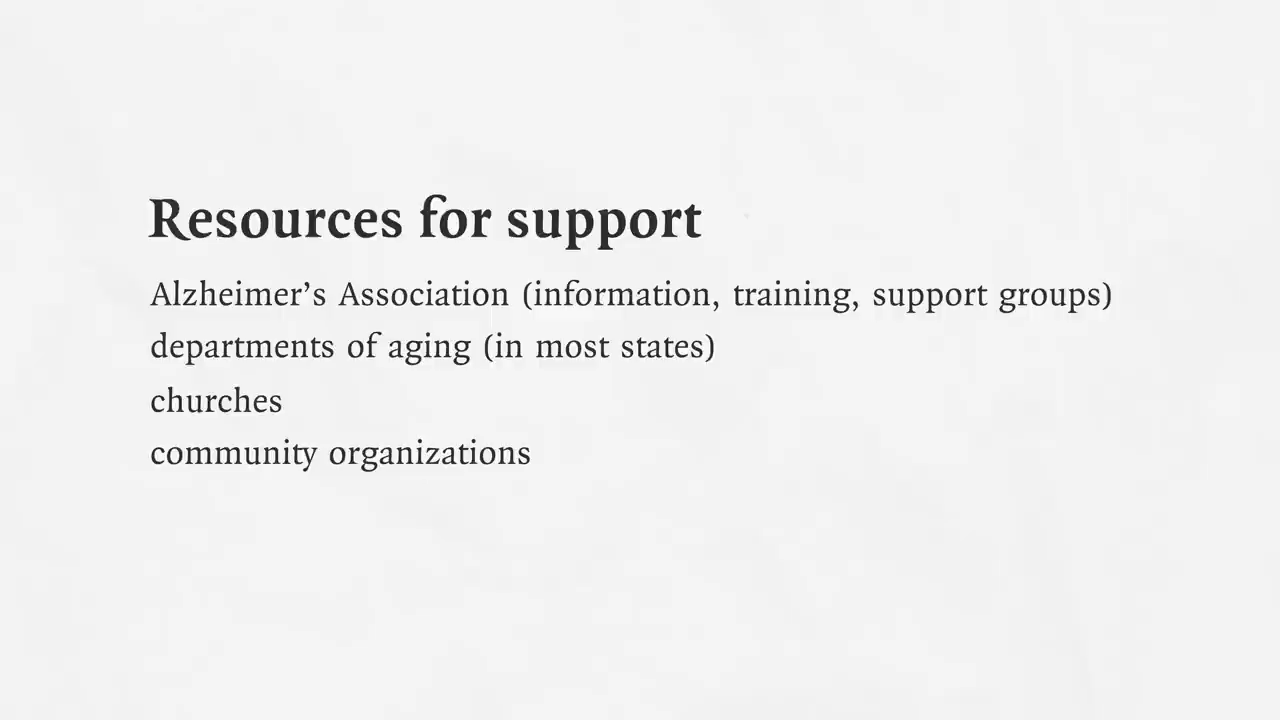 Resources for support
Alzheimer’s Association (information, training, support groups)
departments of aging (in most states)
churches
community organizations